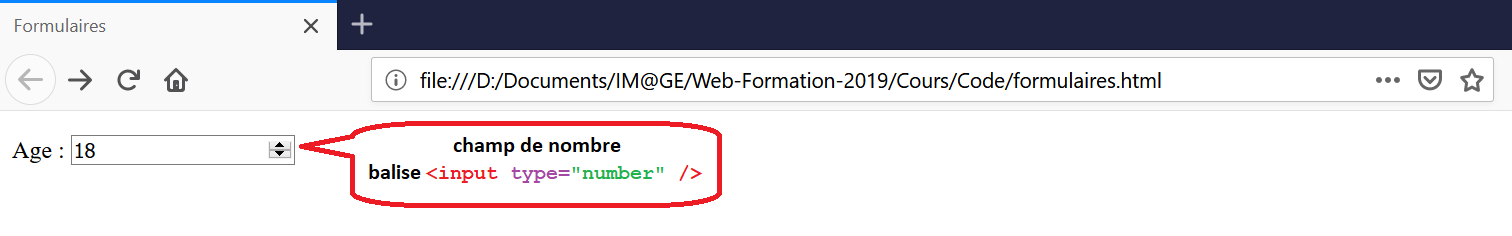 Formulaires
file:///D:/Documents/IM@GE/Web-Formation-2019/Cours/Code/formulaires.html
Age : 18
champ de nombre
balise <input type="number" />